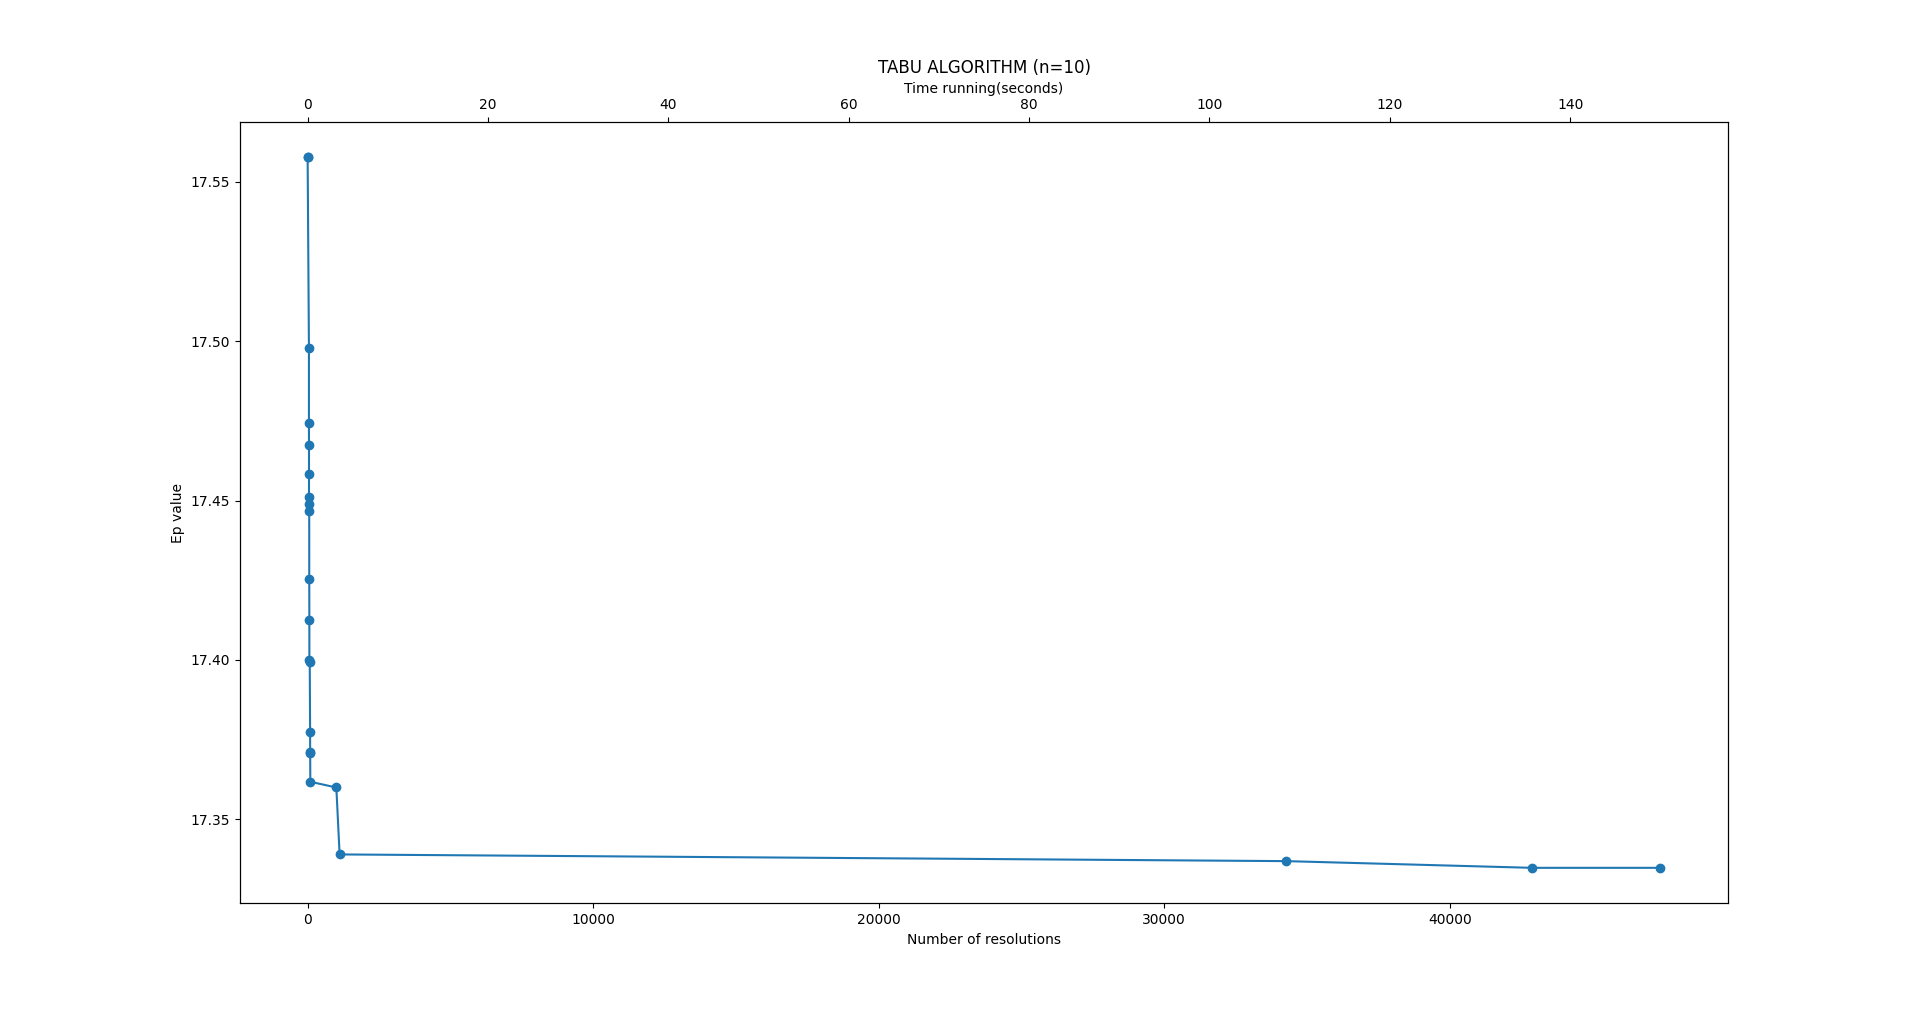 TABU ALGORITHM (n=10)
Time running(seconds)
0 20 40 60 80 100 120 140
17.55
17.50
17.45
Ep value
17.40
17.35
0 10000 20000 30000 40000
Number of resolutions